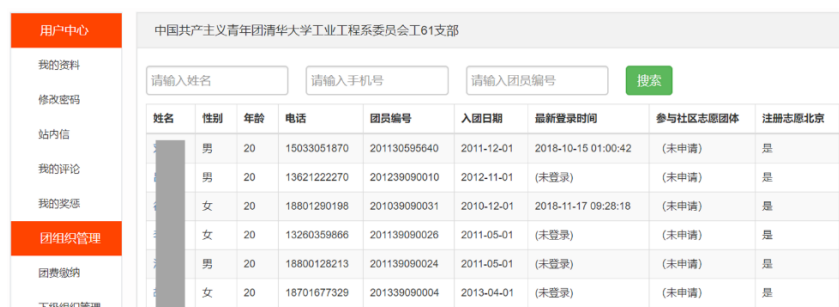 用户中心
我的资料
修改密码
站内信
我的评论
我的奖惩
团组织管理
团费缴纳
下级组织管理
中国共产主义青年团清华大学工业工程系委员会工61支部
请输入姓名 请输入手机号 请输入团员编号 搜索
姓名 性别 年龄 电话 团员编号 入团日期 最新登录时间 参与社区志愿团体 注册志愿北京
男 20 15033051870 201130595640 2011-12-01 2018-10-15 01:00:42 (未申请) 是
男 20 13621222270 201239090010 2012-11-01 (未登录) (未申请) 是
女 20 18801290198 201039090031 2010-12-01 2018-11-17 09:28:18 (未申请) 是
女 20 13260359866 201139090026 2011-05-01 (未登录) (未申请) 是
男 20 18800128213 201139090024 2011-05-01 (未登录) (未申请) 是
女 20 18701677329 201339090004 2013-04-01 (未登录) (未申请) 是